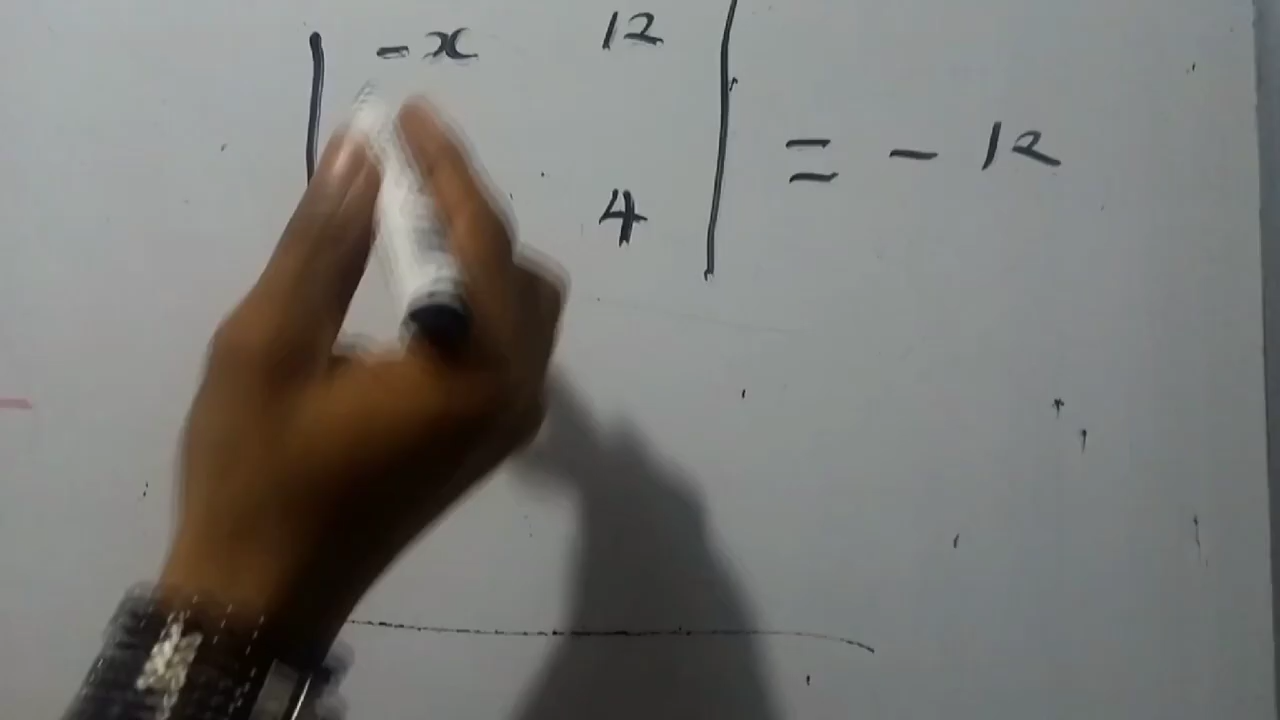 | -x 12 |
= - 12
4